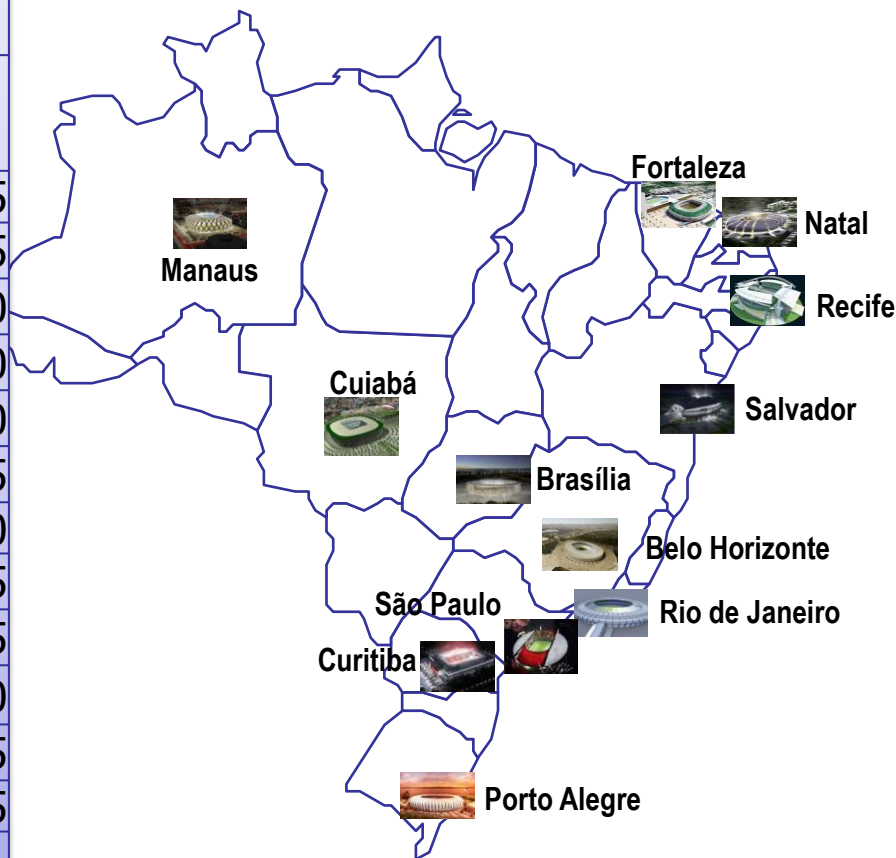 Fortaleza
Natal
Manaus
Recife
Cuiabá
Salvador
Brasília
Belo Horizonte
São Paulo
Rio de Janeiro
Curitiba
Porto Alegre